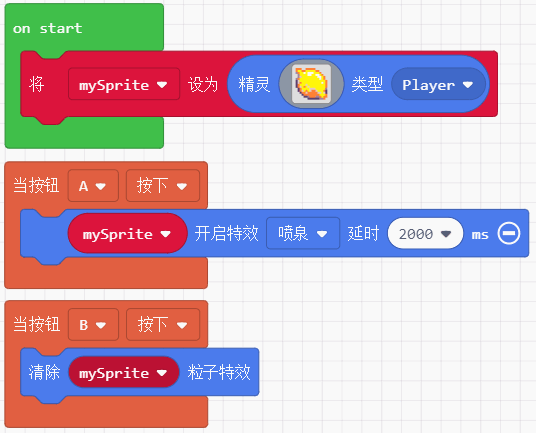 on start
将 mySprite 设为 精灵 类型 Player
当按钮 A 按下
mySprite 开启特效 喷泉 延时 2000 ms
当按钮 B 按下
清除 mySprite 粒子特效